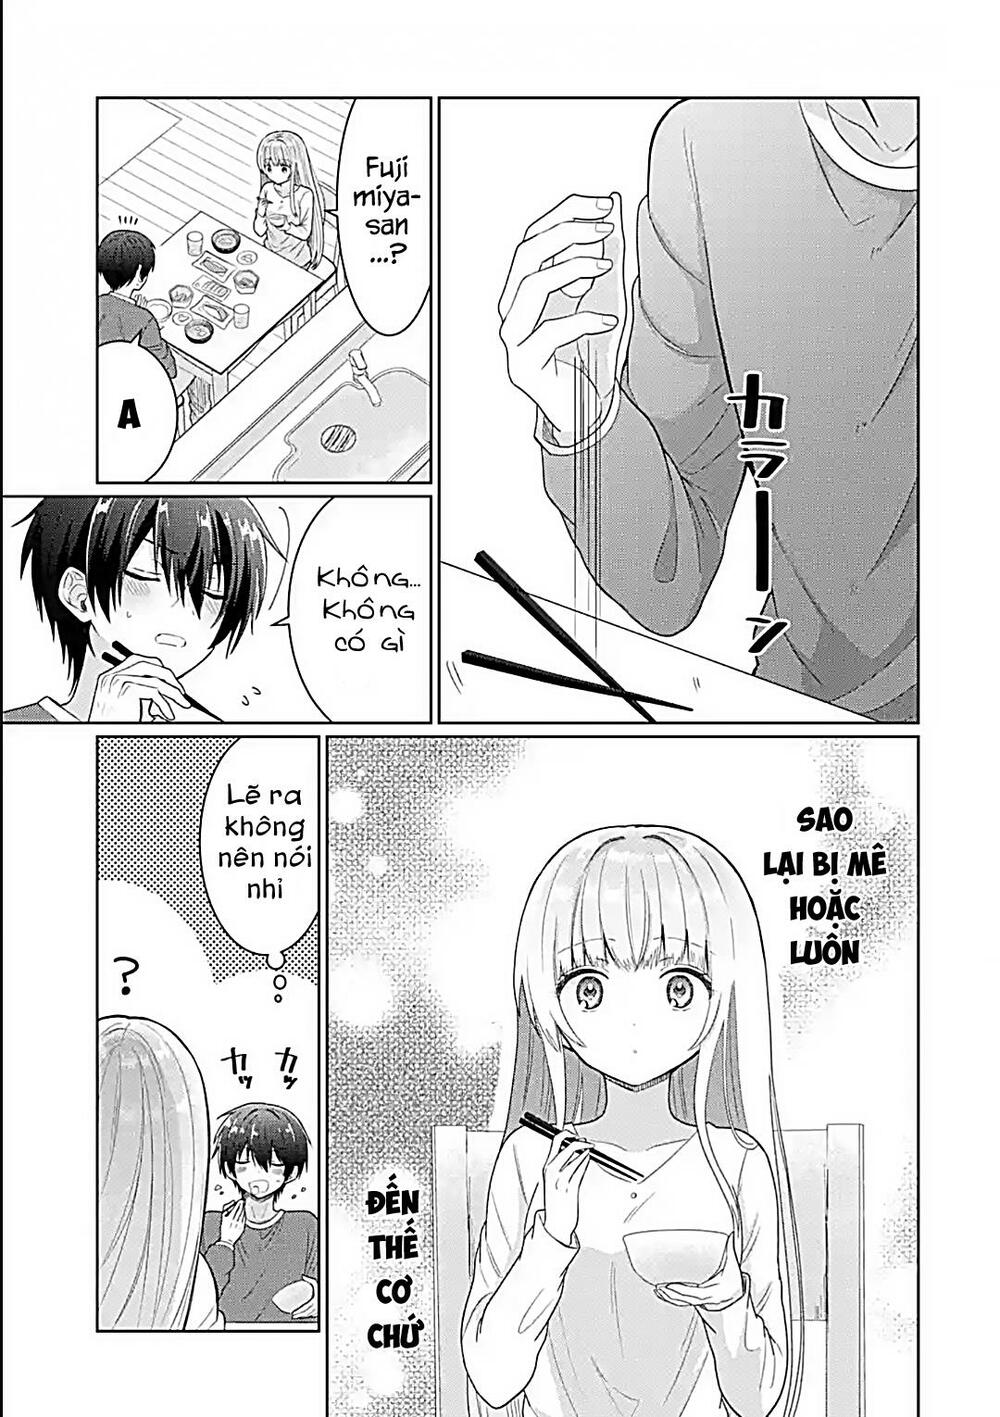 カラーン
Fuji
miya-
san
...?
A
Không...
Không
có gì
SAO
LẠI BỊ MÊ
HOẶC
LUÔN
ĐẾN
THẾ
CƠ
CHỨ
Lẽ ra
không
nên nói
nhỉ
?
カッ
カッ